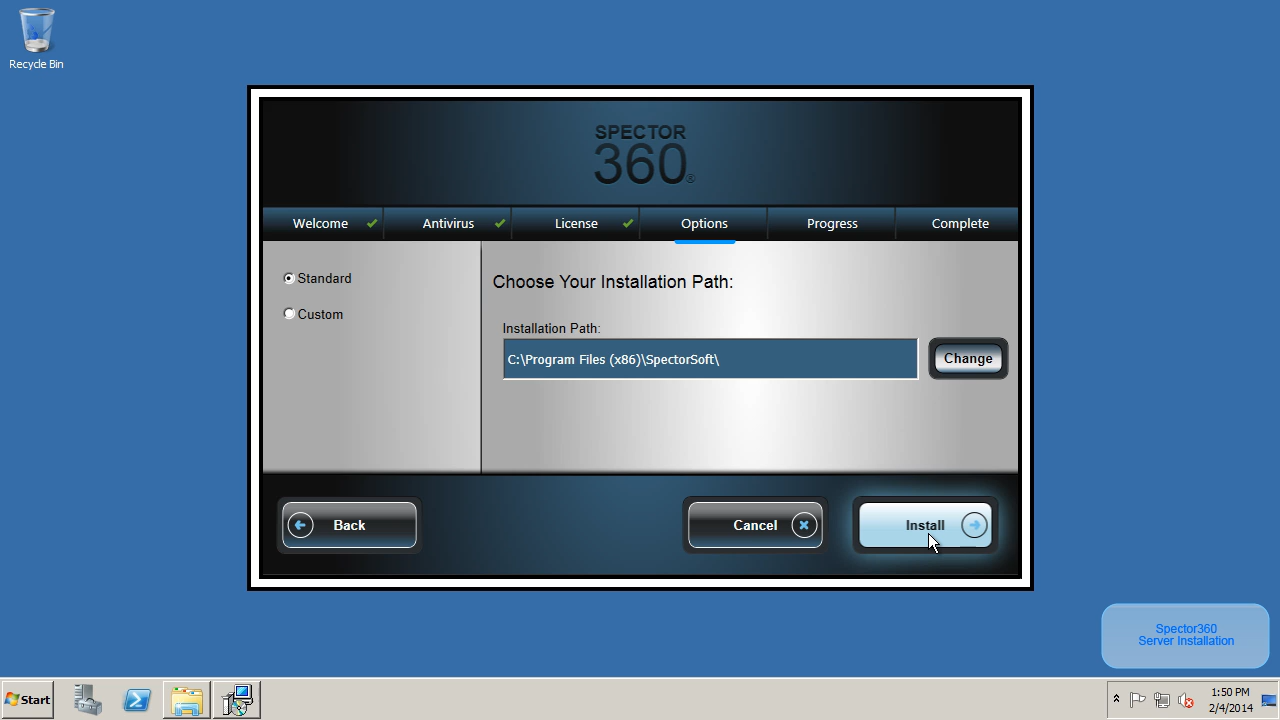 Recycle Bin
SPECTOR
360®
Welcome
Antivirus
License
Options
Progress
Complete
Standard
Custom
Choose Your Installation Path:
Installation Path:
C:\Program Files (x86)\SpectorSoft\
Change
Back
Cancel
Install
Spector360
Server Installation
Start
1:50 PM
2/4/2014